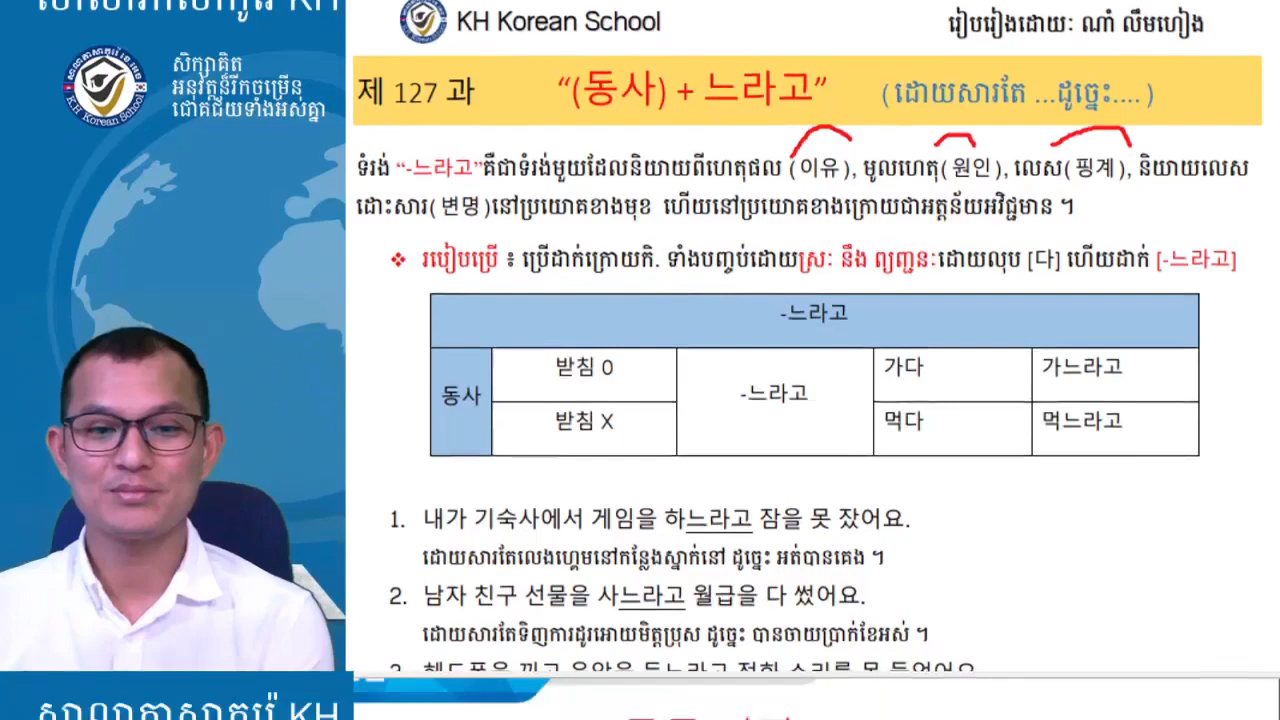 KH Korean School
រៀបរៀងដោយៈ ណាំ លឹមហៀង
សិក្សាគិត
អនុវត្តន៍រីកចម្រើន
ជោគជ័យទាំងអស់គ្នា
제 127 과 “(동사) + 느라고” (ដោយសារតែ ...ដូច្នេះ....)
ទំរង់ “-느라고”គឺជាទំរង់មួយដែលនិយាយពីហេតុផល (이유), មូលហេតុ(원인), លេស(핑계), និយាយលេស
ដោះសារ(변명)នៅប្រយោគខាងមុខ ហើយនៅប្រយោគខាងក្រោយជាអត្តន័យអវិជ្ជមាន ។
❖ របៀបប្រើ ៖ ប្រើដាក់ក្រោយកិ. ទាំងបញ្ចប់ដោយស្រៈ នឹង ព្យញ្ជនៈដោយលុប [다] ហើយដាក់ [-느라고]
-느라고
동사 받침 O -느라고 가다 가느라고
받침 X 먹다 먹느라고
1. 내가 기숙사에서 게임을 하느라고 잠을 못 잤어요.
ដោយសារតែលេងហ្គេមនៅកន្លែងស្នាក់នៅ ដូច្នេះ អត់បានគេង ។
2. 남자 친구 선물을 사느라고 월급을 다 썼어요.
ដោយសារតែទិញការដូរអោយមិត្តប្រុស ដូច្នេះ បានចាយប្រាក់ខែអស់ ។
សាលាភាសាកូរ៉េ KH